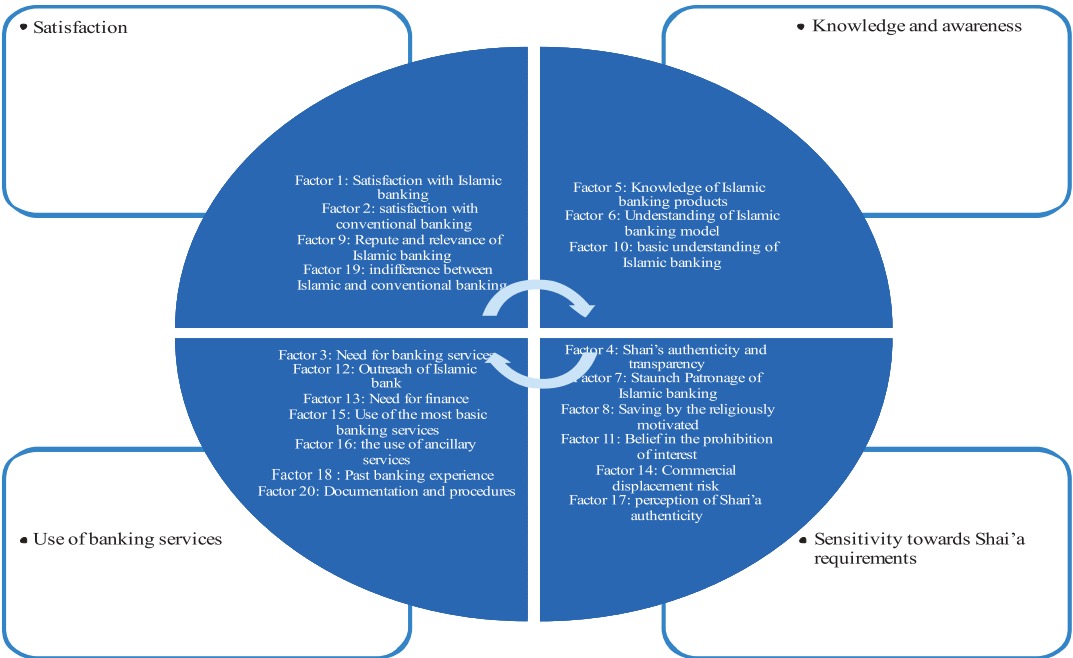 • Satisfaction
• Knowledge and awareness
Factor 1: Satisfaction with Islamic
banking
Factor 2: satisfaction with
conventional banking
Factor 9: Repute and relevance of
Islamic banking
Factor 19: indifference between
Islamic and conventional banking
Factor 5: Knowledge of Islamic
banking products
Factor 6: Understanding of Islamic
banking model
Factor 10: basic understanding of
Islamic banking
Factor 3: Need for banking services
Factor 12: Outreach of Islamic
bank
Factor 13: Need for finance
Factor 15: Use of the most basic
banking services
Factor 16: the use of ancillary
services
Factor 18 : Past banking experience
Factor 20: Documentation and procedures
Factor 4: Shari’s authenticity and
transparency
Factor 7: Staunch Patronage of
Islamic banking
Factor 8: Saving by the religiously
motivated
Factor 11: Belief in the prohibition
of interest
Factor 14: Commercial
displacement risk
Factor 17: perception of Shari’a
authenticity
• Use of banking services
• Sensitivity towards Shai’a
requirements